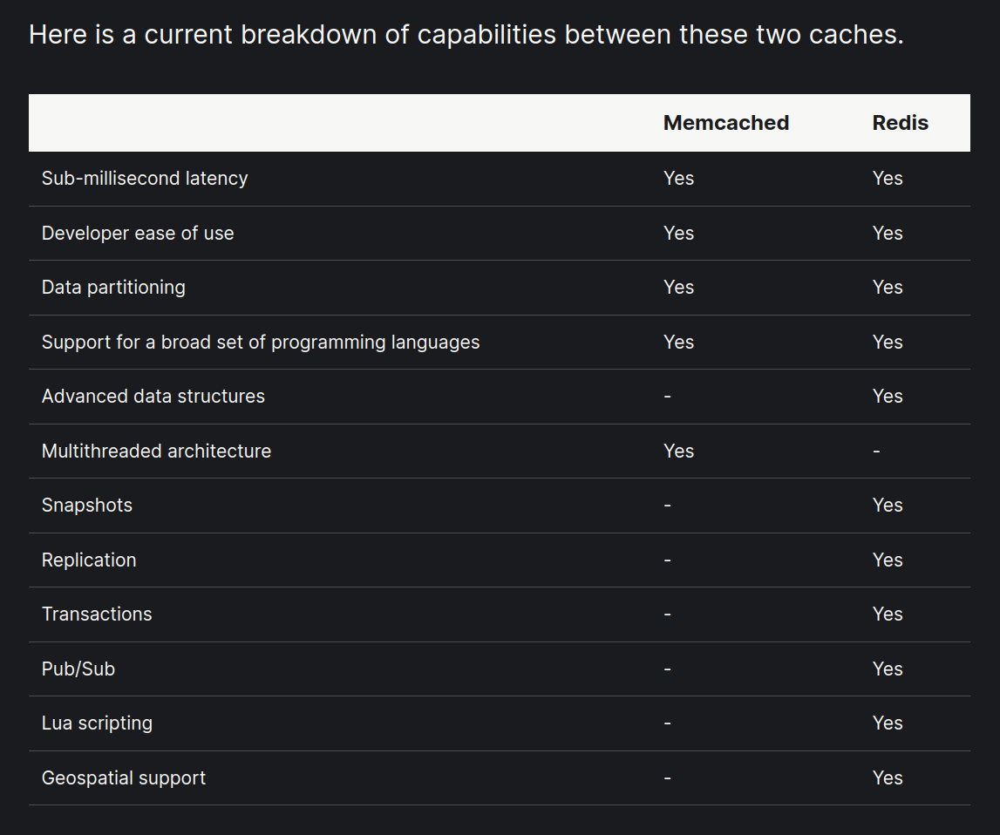 Here is a current breakdown of capabilities between these two caches.
Memcached Redis
Sub-millisecond latency Yes Yes
Developer ease of use Yes Yes
Data partitioning Yes Yes
Support for a broad set of programming languages Yes Yes
Advanced data structures - Yes
Multithreaded architecture Yes -
Snapshots - Yes
Replication - Yes
Transactions - Yes
Pub/Sub - Yes
Lua scripting - Yes
Geospatial support - Yes